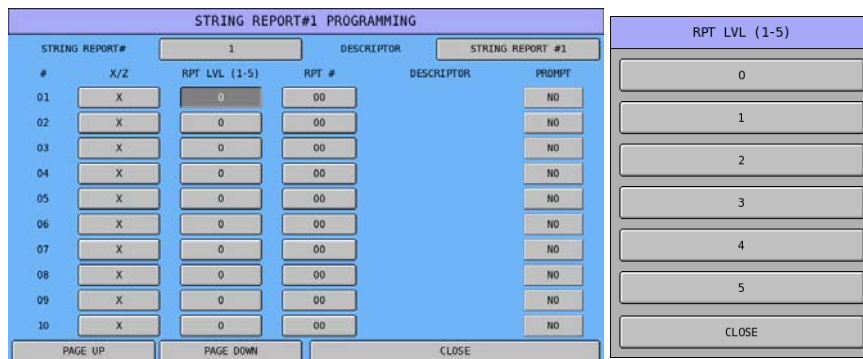 STRING REPORT#1 PROGRAMMING
STRING REPORT# 1 DESCRIPTOR STRING REPORT #1
# X/Z RPT LVL (1-5) RPT # DESCRIPTOR PROMPT
01 X 0 00 NO
02 X 0 00 NO
03 X 0 00 NO
04 X 0 00 NO
05 X 0 00 NO
06 X 0 00 NO
07 X 0 00 NO
08 X 0 00 NO
09 X 0 00 NO
10 X 0 00 NO
PAGE UP PAGE DOWN CLOSE
RPT LVL (1-5)
0
1
2
3
4
5
CLOSE